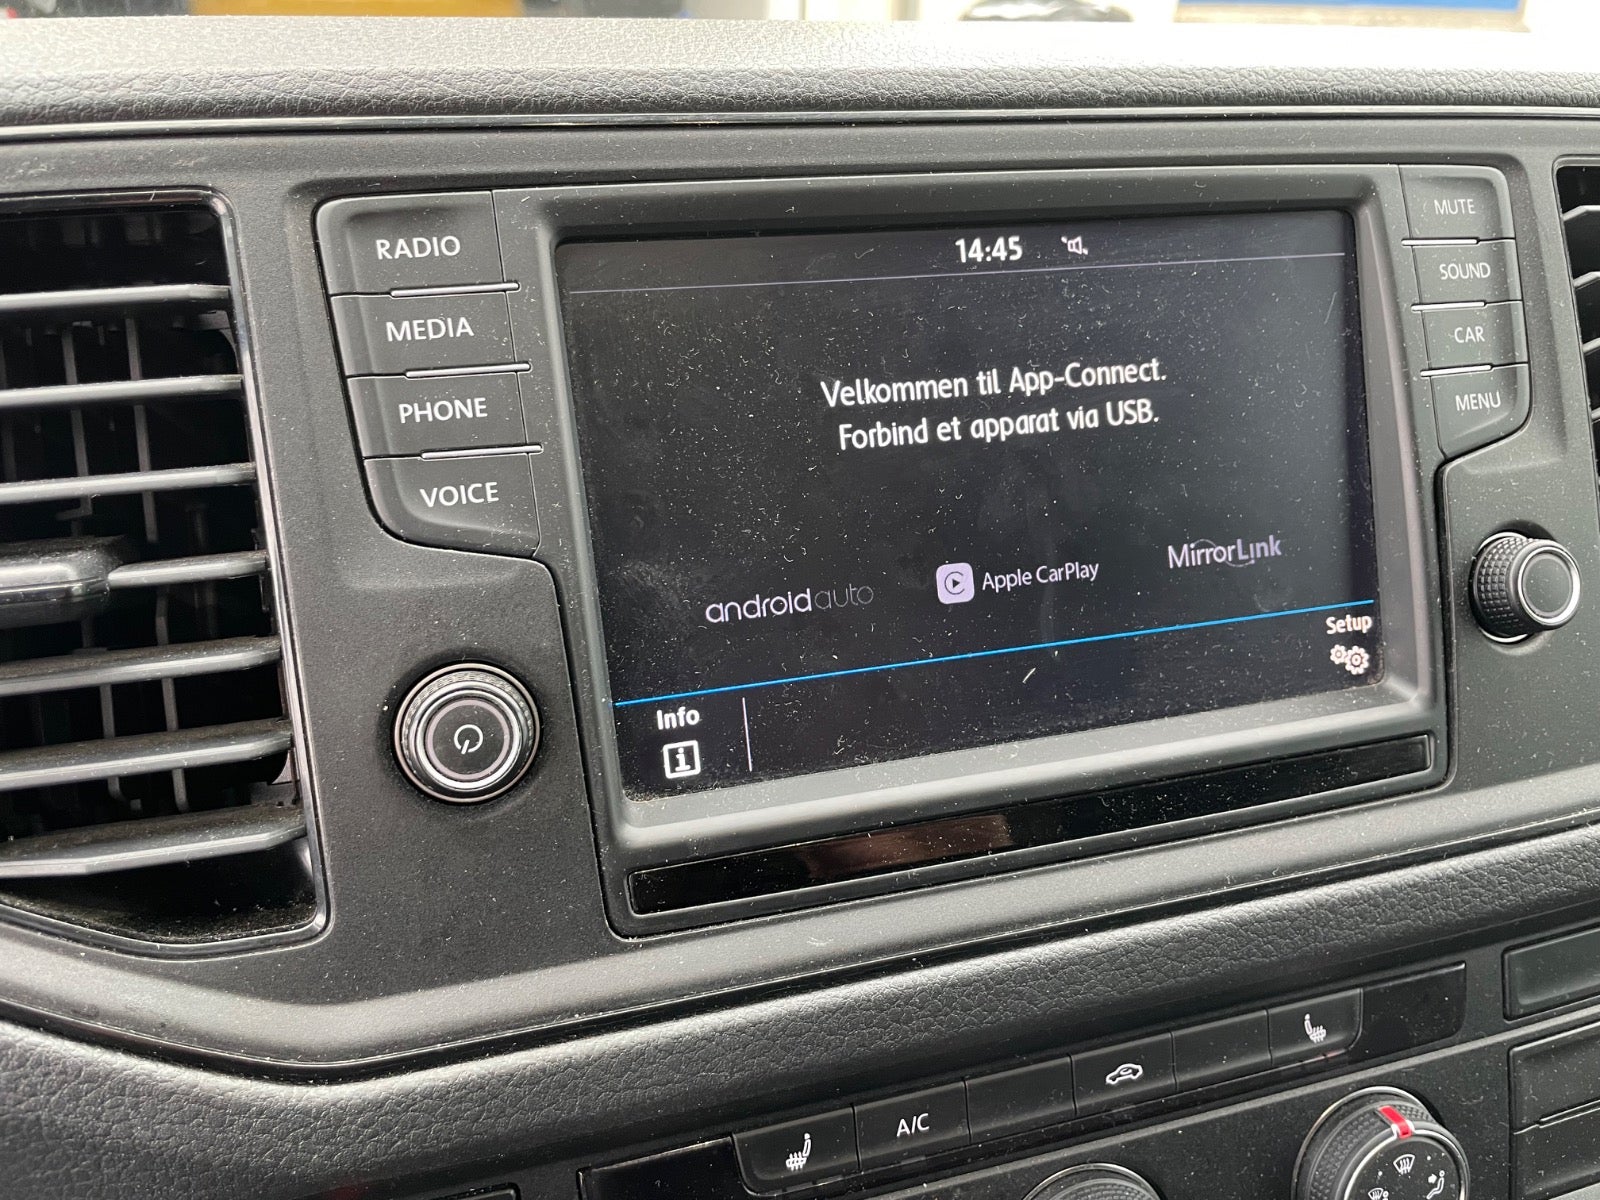 RADIO
MEDIA
PHONE
VOICE
14:45
Velkommen til App-Connect.
Forbind et apparat via USB.
androidauto
Apple CarPlay
MirrorLink
Setup
Info
MUTE
SOUND
CAR
MENU
A/C